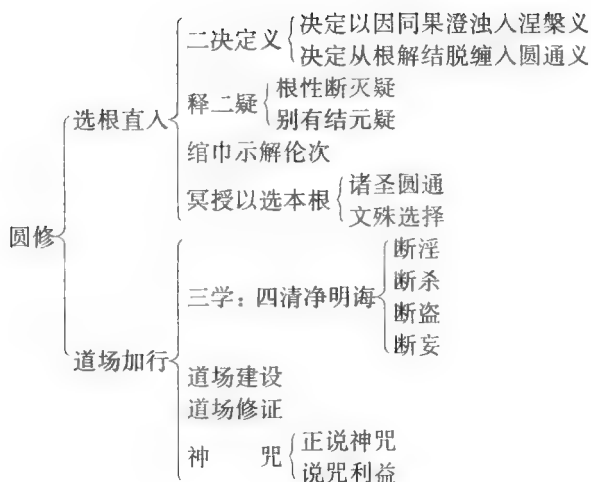 决定以因同果澄浊入涅槃义
二决定义
决定从根解结脱缠入圆通义
根性断灭疑
释二疑
别有结元疑
选根直入
绾巾示解伦次
诸圣圆通
冥授以选本根
文殊选择
圆修
断淫
断杀
三学：四清净明诲
断盗
断妄
道场加行
道场建设
道场修证
正说神咒
神 咒
说咒利益